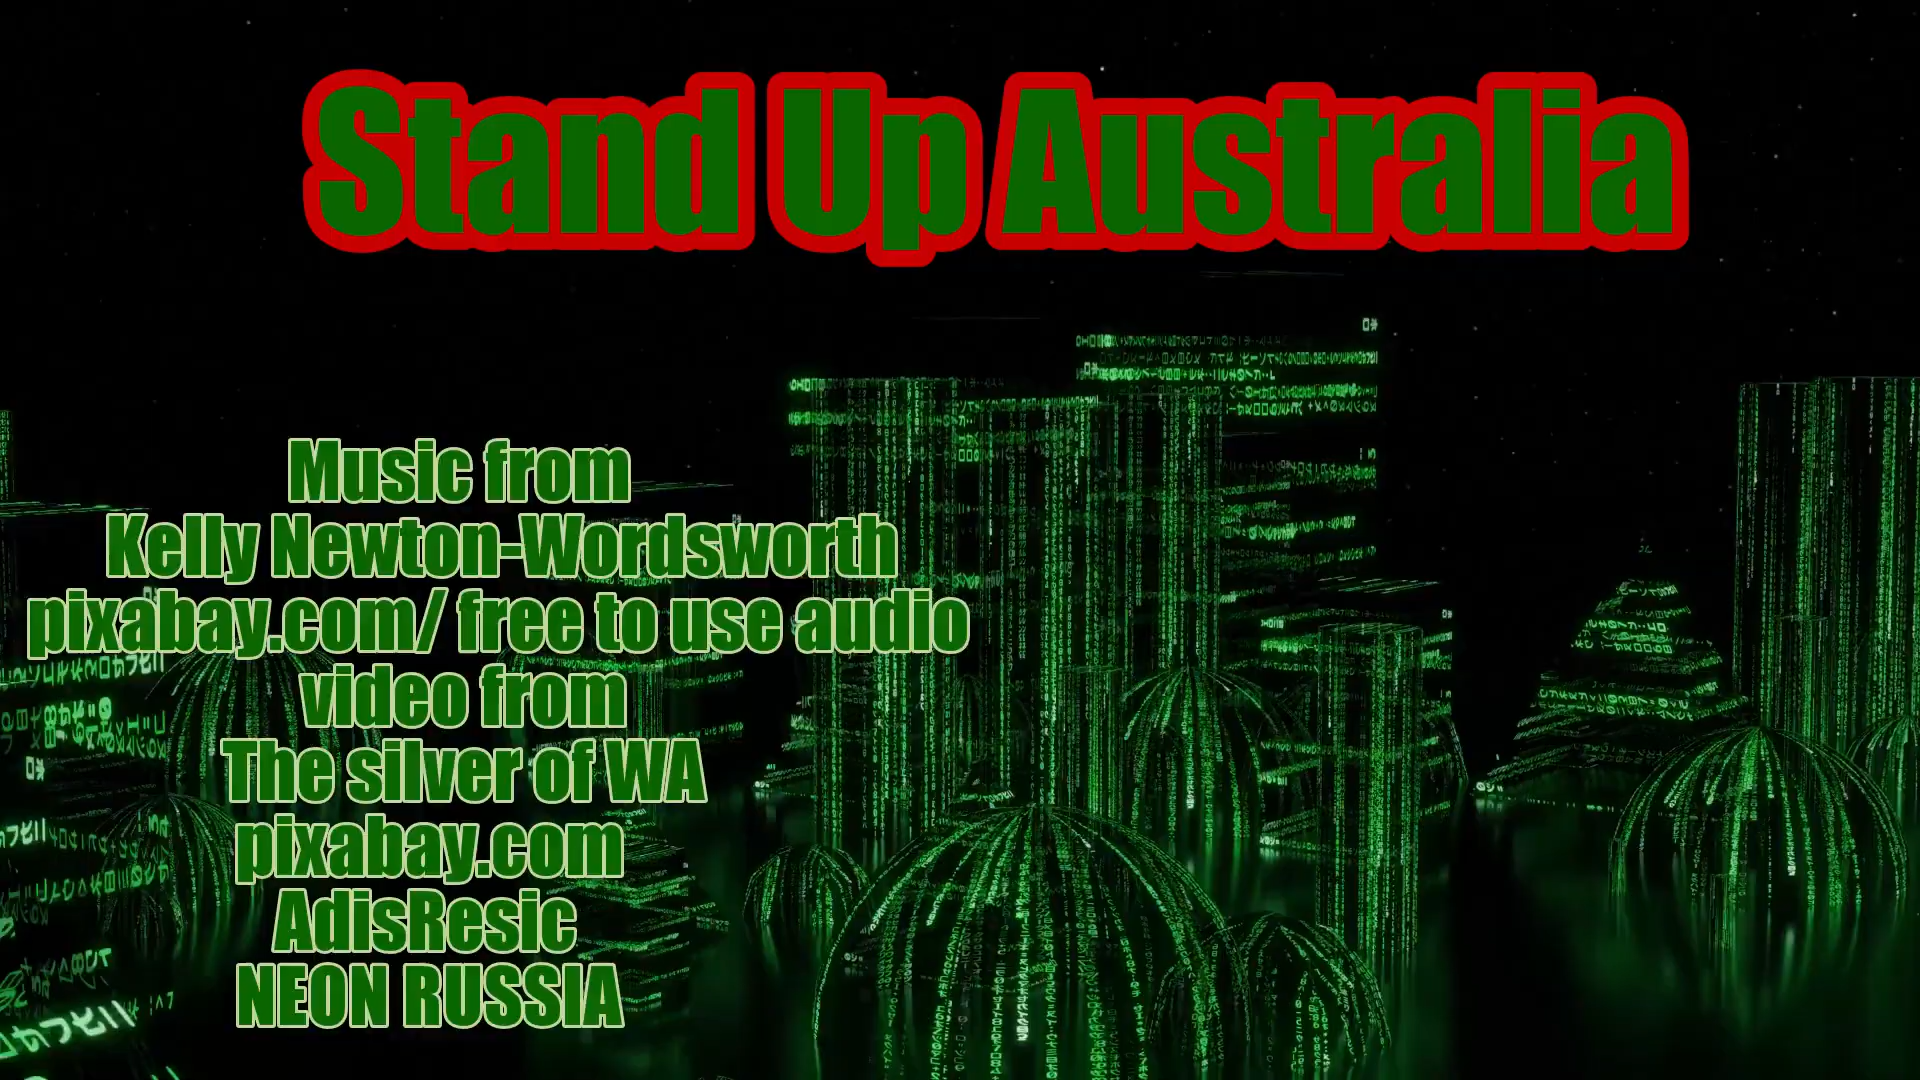 Stand Up Australia
Music from
Kelly Newton-Wordsworth
pixabay.com/ free to use audio
video from
The silver of WA
pixabay.com
AdisResic
NEON RUSSIA